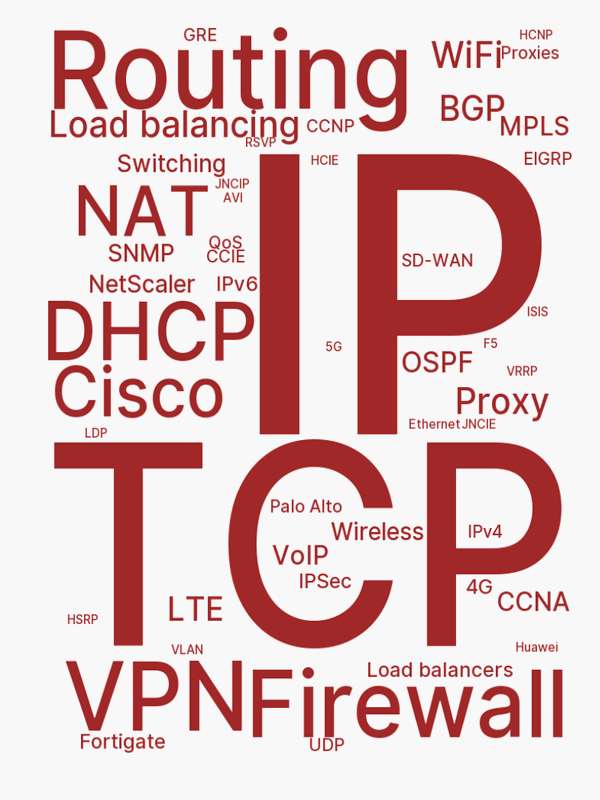 GRE
HCNP
Routing
WiFi
Proxies
BGP
MPLS
Load balancing
CCNP
RSVP
EIGRP
Switching
HCIE
JNCIP
AVI
NAT
IP
QoS
SNMP
CCIE
SD-WAN
NetScaler
IPv6
ISIS
DHCP
5G
F5
OSPF
VRRP
Cisco
Proxy
Ethernet
JNCIE
LDP
TCP
Palo Alto
Wireless
IPv4
VoIP
IPSec
4G
CCNA
LTE
HSRP
VLAN
Huawei
Load balancers
VPN
Firewall
Fortigate
UDP